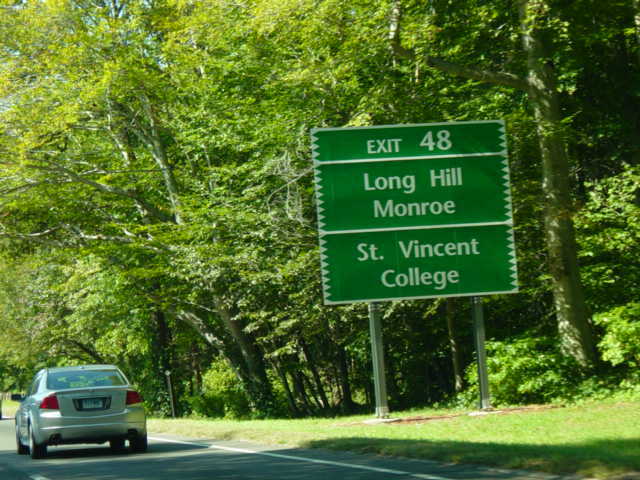 EXIT 48
Long Hill
Monroe
St. Vincent
College